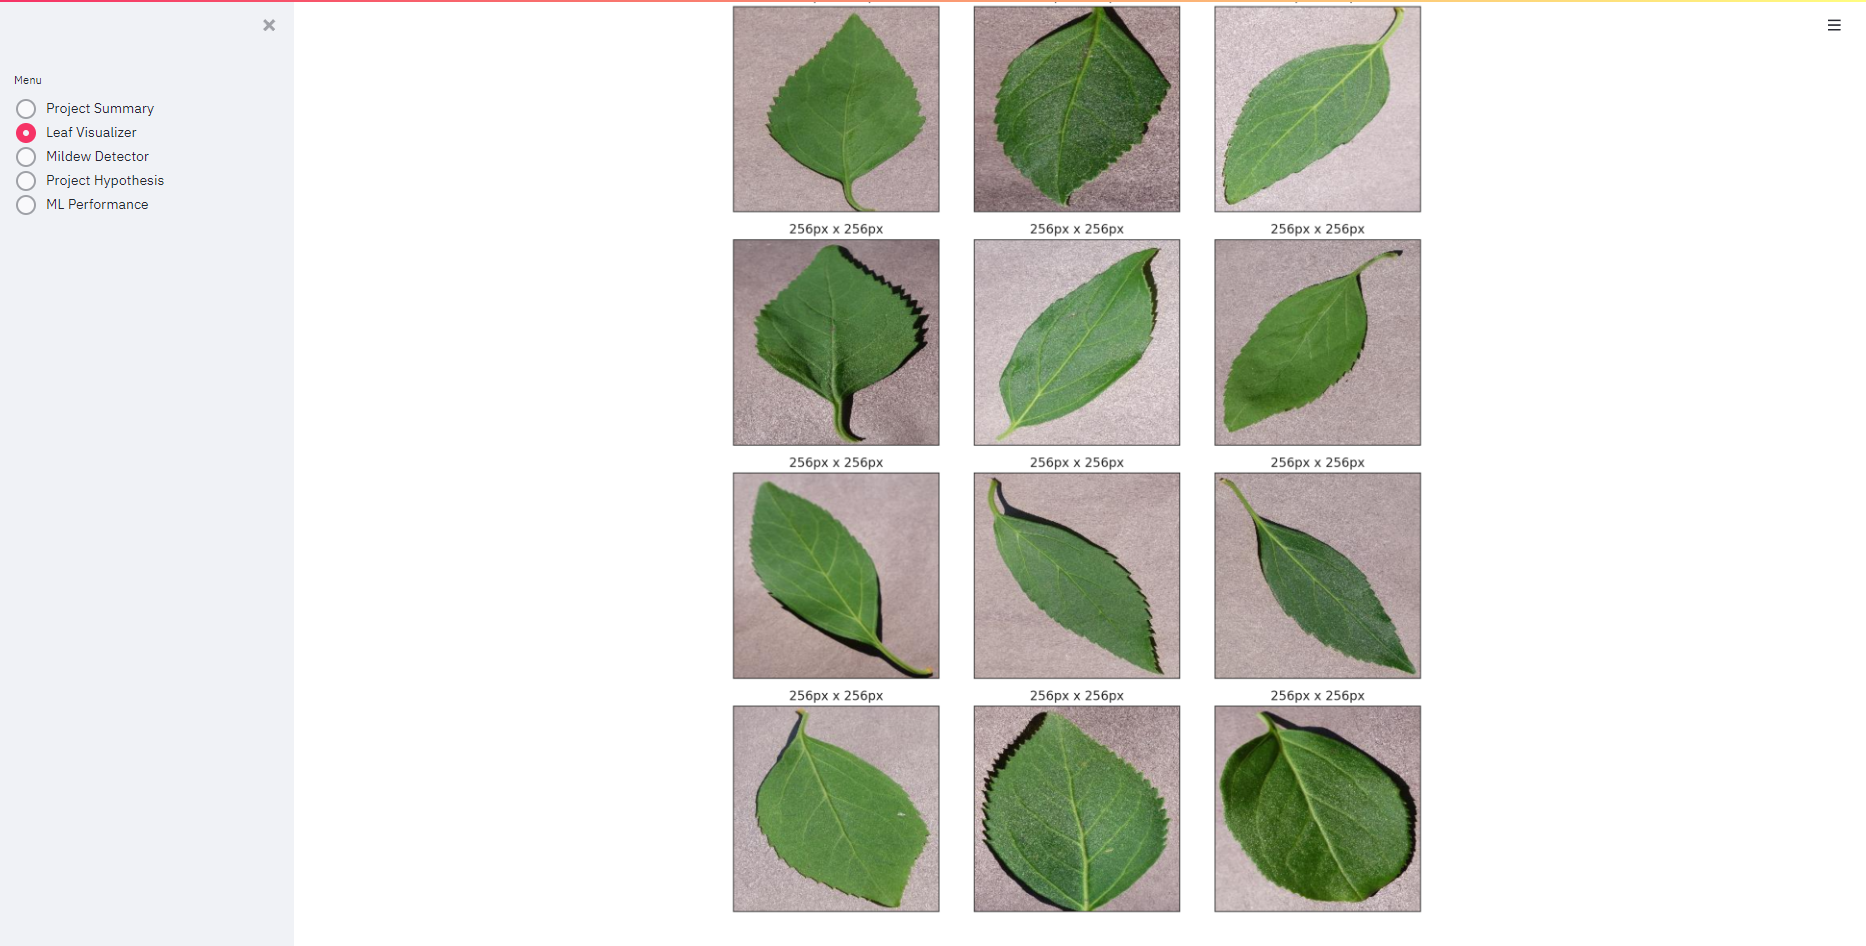 Menu
Project Summary
Leaf Visualizer
Mildew Detector
Project Hypothesis
ML Performance
256px x 256px 256px x 256px 256px x 256px
256px x 256px 256px x 256px 256px x 256px
256px x 256px 256px x 256px 256px x 256px